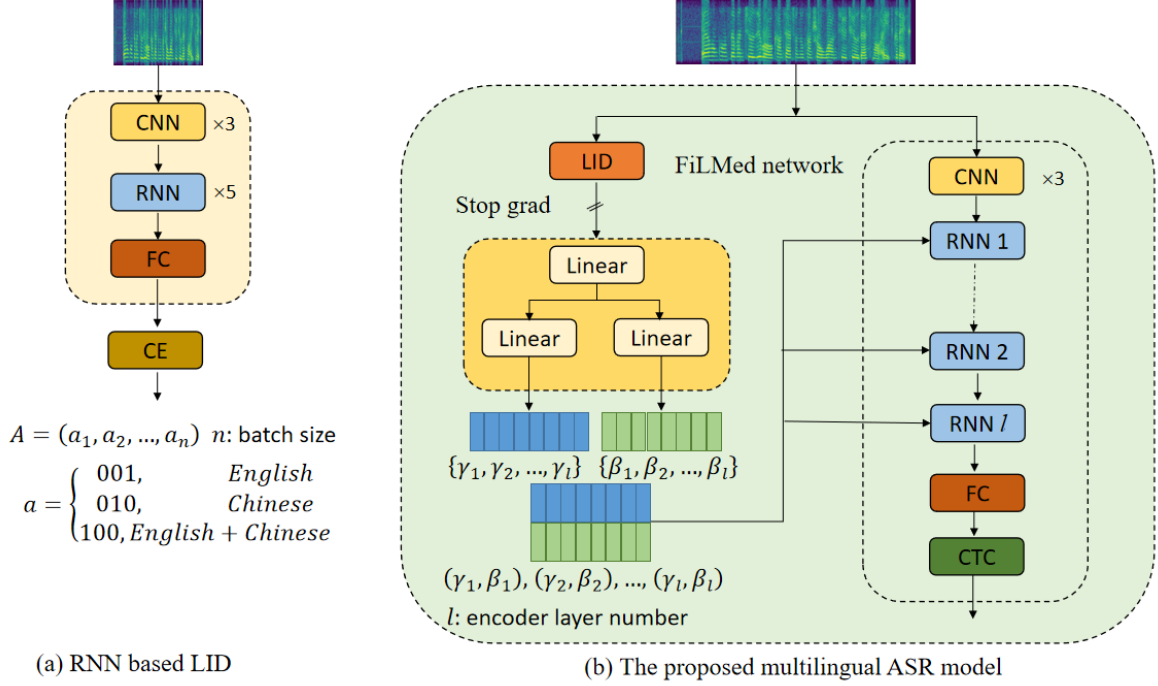 CNN ×3
RNN ×5
FC
CE
A = (a₁, a₂, ..., aₙ) n: batch size
a = { 001, English
010, Chinese
100, English + Chinese
(a) RNN based LID
LID
FiLMed network
Stop grad
Linear
Linear Linear
{γ₁, γ₂, ..., γₗ} {β₁, β₂, ..., βₗ}
(γ₁, β₁), (γ₂, β₂), ..., (γₗ, βₗ)
l: encoder layer number
CNN ×3
RNN 1
RNN 2
RNN l
FC
CTC
(b) The proposed multilingual ASR model